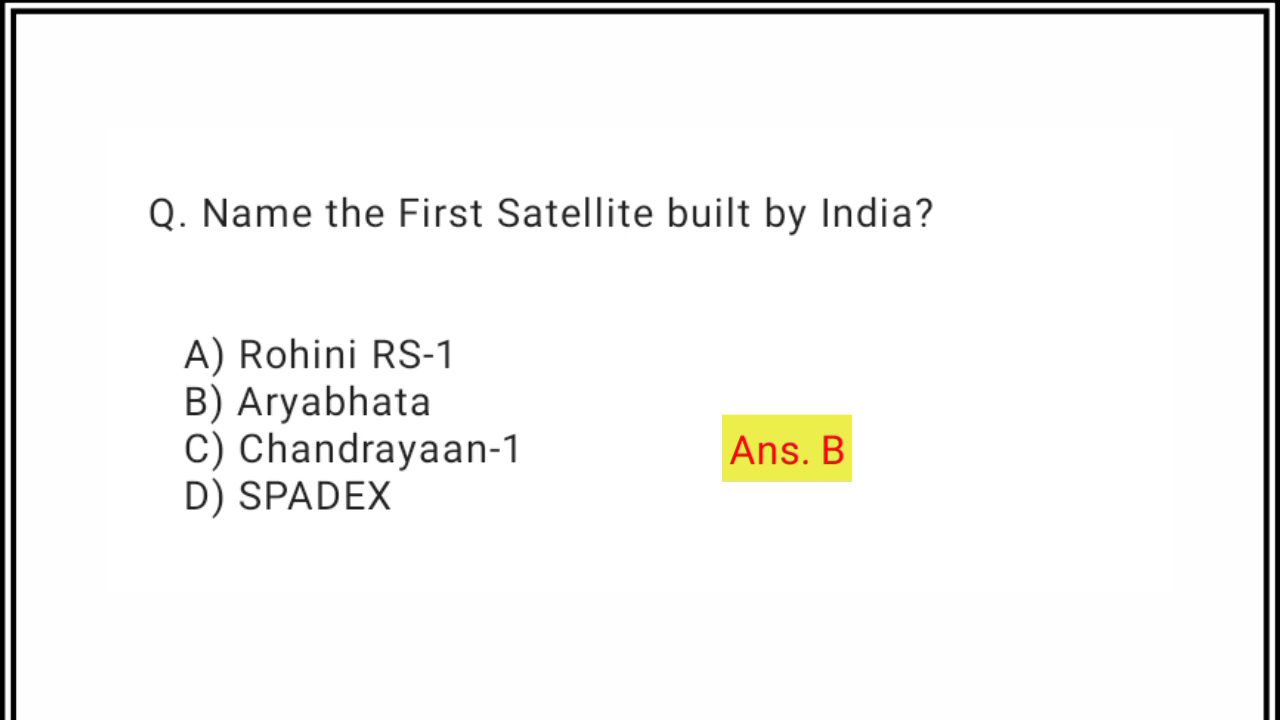 Q. Name the First Satellite built by India?
A) Rohini RS-1
B) Aryabhata
C) Chandrayaan-1
D) SPADEX
Ans. B